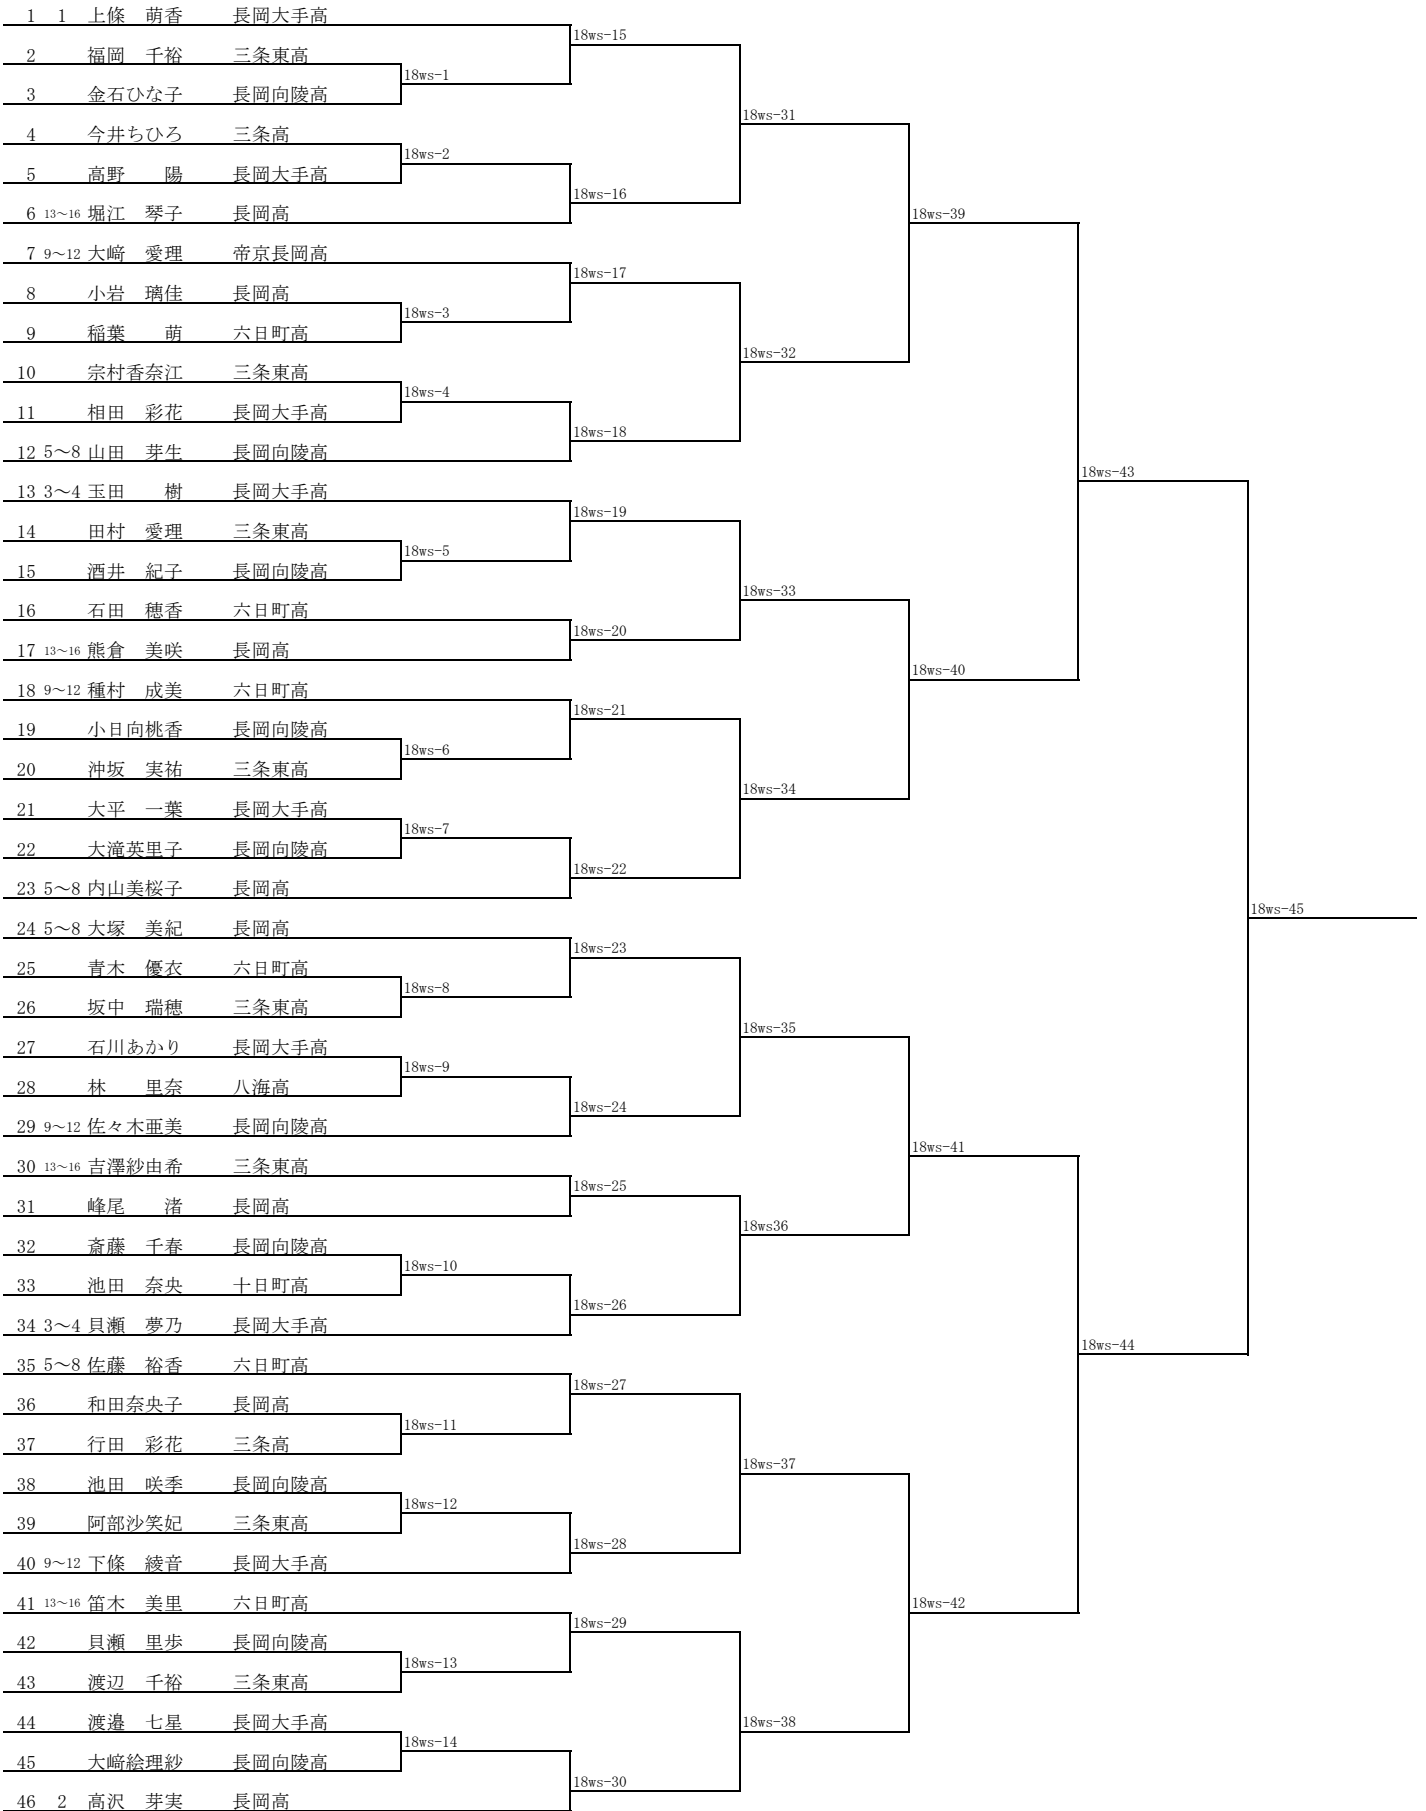 1 1 上條　萌香 長岡大手高
18ws-15
2 福岡　千裕 三条東高
18ws-1
3 金石ひな子 長岡向陵高
18ws-31
4 今井ちひろ 三条高
18ws-2
5 高野　　陽 長岡大手高
18ws-16
6 13～16 堀江　琴子 長岡高
18ws-39
7 9～12 大﨑　愛理 帝京長岡高
18ws-17
8 小岩　璃佳 長岡高
18ws-3
9 稲葉　　萌 六日町高
18ws-32
10 宗村香奈江 三条東高
18ws-4
11 相田　彩花 長岡大手高
18ws-18
12 5～8 山田　芽生 長岡向陵高
18ws-43
13 3～4 玉田　　樹 長岡大手高
18ws-19
14 田村　愛理 三条東高
18ws-5
15 酒井　紀子 長岡向陵高
18ws-33
16 石田　穂香 六日町高
18ws-20
17 13～16 熊倉　美咲 長岡高
18ws-40
18 9～12 種村　成美 六日町高
18ws-21
19 小日向桃香 長岡向陵高
18ws-6
20 沖坂　実祐 三条東高
18ws-34
21 大平　一葉 長岡大手高
18ws-7
22 大滝英里子 長岡向陵高
18ws-22
23 5～8 内山美桜子 長岡高
18ws-45
24 5～8 大塚　美紀 長岡高
18ws-23
25 青木　優衣 六日町高
18ws-8
26 坂中　瑞穂 三条東高
18ws-35
27 石川あかり 長岡大手高
18ws-9
28 林　　里奈 八海高
18ws-24
29 9～12 佐々木亜美 長岡向陵高
18ws-41
30 13～16 吉澤紗由希 三条東高
18ws-25
31 峰尾　　渚 長岡高
18ws36
32 斎藤　千春 長岡向陵高
18ws-10
33 池田　奈央 十日町高
18ws-26
34 3～4 貝瀬　夢乃 長岡大手高
18ws-44
35 5～8 佐藤　裕香 六日町高
18ws-27
36 和田奈央子 長岡高
18ws-11
37 行田　彩花 三条高
18ws-37
38 池田　咲季 長岡向陵高
18ws-12
39 阿部沙笑妃 三条東高
18ws-28
40 9～12 下條　綾音 長岡大手高
18ws-42
41 13～16 笛木　美里 六日町高
18ws-29
42 貝瀬　里歩 長岡向陵高
18ws-13
43 渡辺　千裕 三条東高
18ws-38
44 渡邉　七星 長岡大手高
18ws-14
45 大﨑絵理紗 長岡向陵高
18ws-30
46 2 高沢　芽実 長岡高